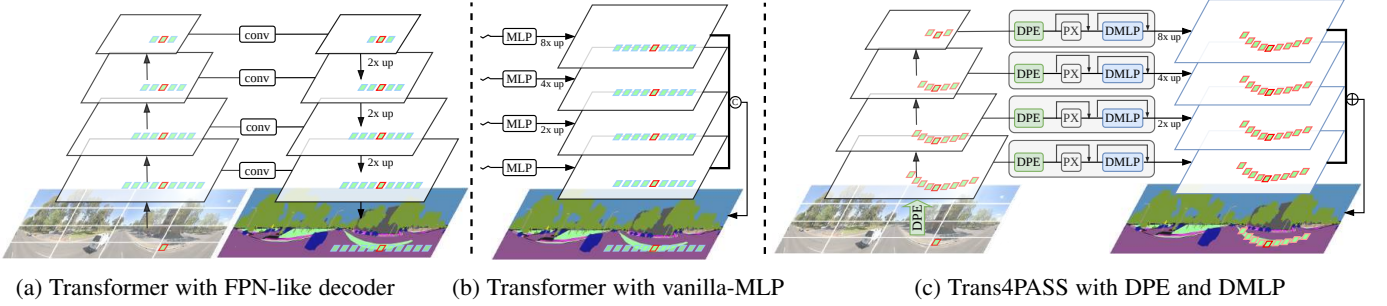 conv
2x up
conv
2x up
conv
2x up
conv
MLP
8x up
MLP
4x up
MLP
2x up
MLP
C
DPE PX DMLP
8x up
DPE PX DMLP
4x up
DPE PX DMLP
2x up
DPE PX DMLP
DPE
(a) Transformer with FPN-like decoder
(b) Transformer with vanilla-MLP
(c) Trans4PASS with DPE and DMLP